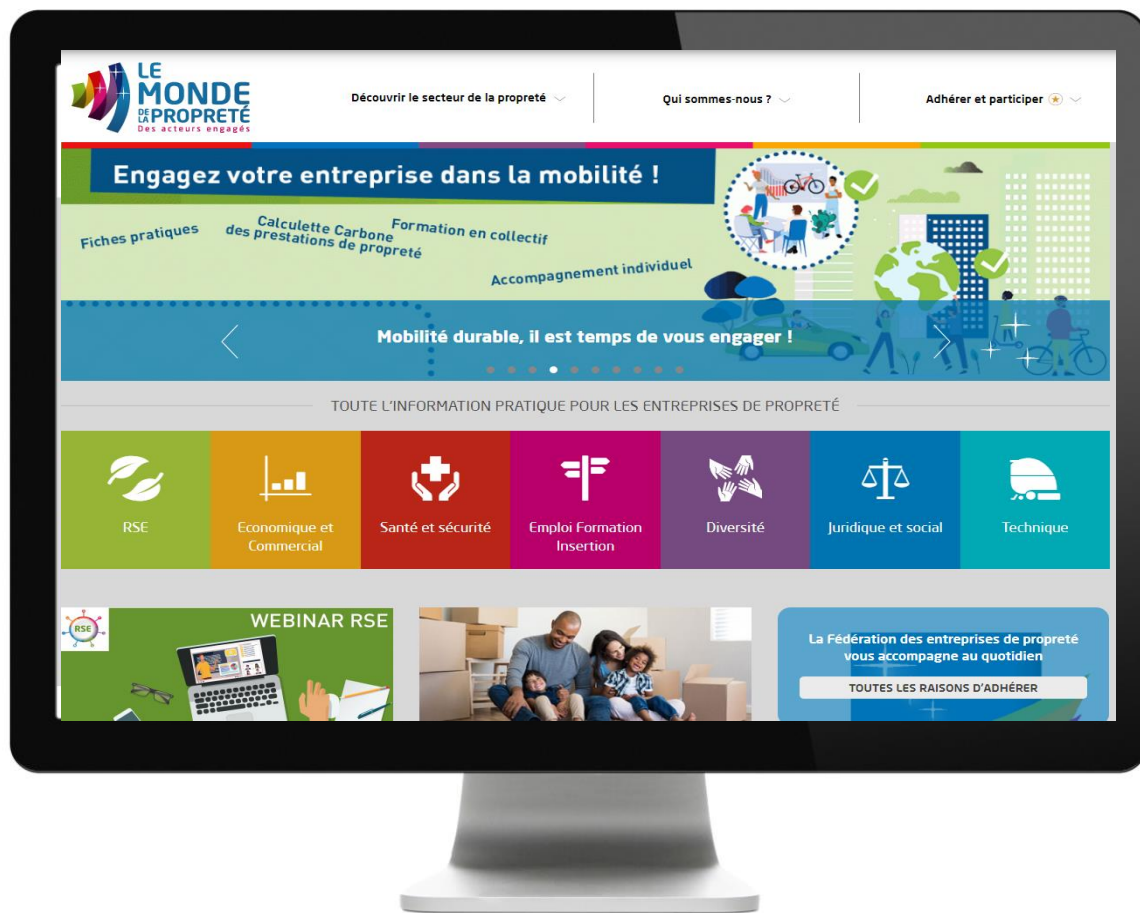 LE
MONDE
DE LA PROPRETÉ
Des acteurs engagés
Découvrir le secteur de la propreté
Qui sommes-nous ?
Adhérer et participer
Engagez votre entreprise dans la mobilité !
Fiches pratiques
Calculette Carbone
des prestations de propreté
Formation en collectif
Accompagnement individuel
Mobilité durable, il est temps de vous engager !
TOUTE L'INFORMATION PRATIQUE POUR LES ENTREPRISES DE PROPRETÉ
RSE
Economique et
Commercial
Santé et sécurité
Emploi Formation
Insertion
Diversité
Juridique et social
Technique
RSE
WEBINAR RSE
La Fédération des entreprises de propreté
vous accompagne au quotidien
TOUTES LES RAISONS D'ADHÉRER